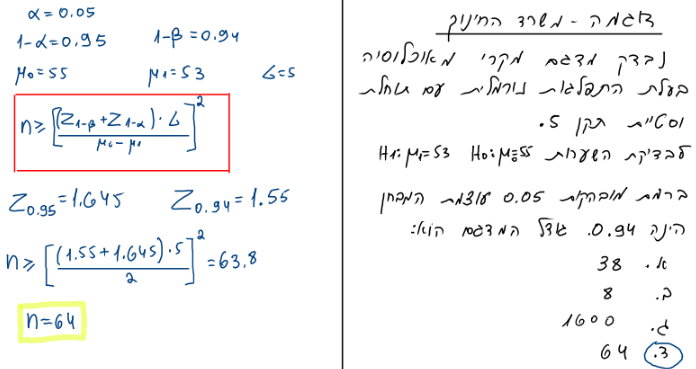 דוגמה - משרד החינוך
נבדק מדגם מקרי מאוכלוסיה
בעלת התפלגות נורמלית עם תוחלת
וסטיית תקן 5.
לבדיקת השערות H₀:μ₀=55 H₁:μ₁=53
ברמת מובהקות 0.05 עוצמת המבחן
הינה 0.94. גודל המדגם הוא:
א. 38
ב. 8
ג. 1600
ד. 64
α=0.05
1-α=0.95 1-β=0.94
μ₀=55 μ₁=53 σ=5
n≥[(Z₁₋β+Z₁₋α)·σ/(μ₀-μ₁)]²
Z₀.₉₅=1.645 Z₀.₉₄=1.55
n≥[(1.55+1.645)·5/2]²=63.8
n=64